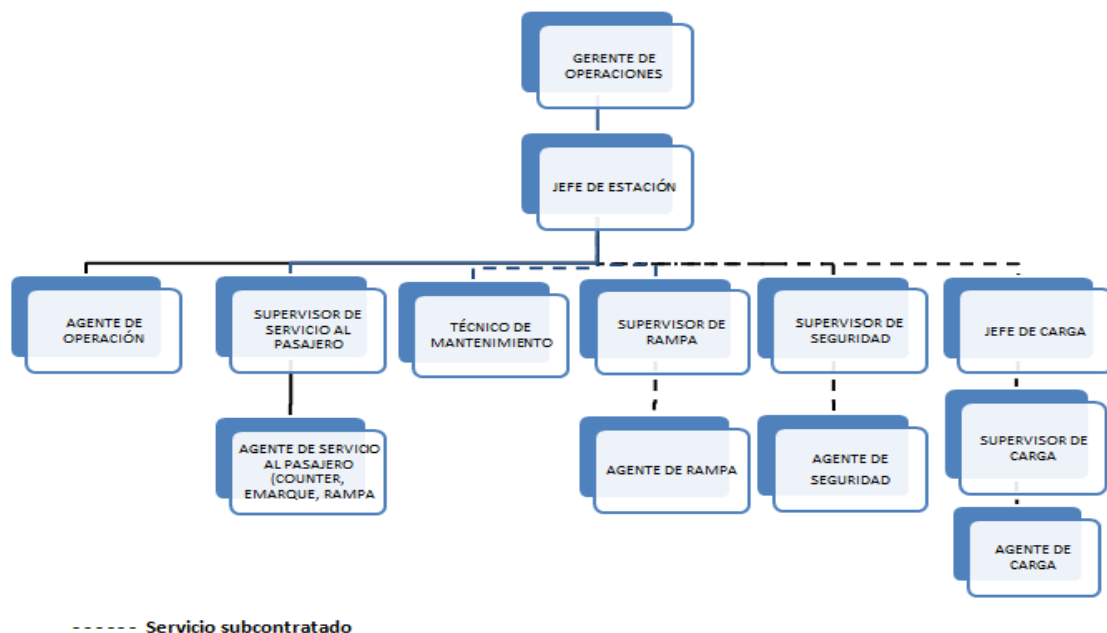 GERENTE DE
OPERACIONES
JEFE DE ESTACIÓN
AGENTE DE
OPERACIÓN
SUPERVISOR DE
SERVICIO AL
PASAJERO
TÉCNICO DE
MANTENIMIENTO
SUPERVISOR DE
RAMPA
SUPERVISOR DE
SEGURIDAD
JEFE DE CARGA
AGENTE DE SERVICIO
AL PASAJERO
(COUNTER,
EMARQUE, RAMPA
AGENTE DE RAMPA
AGENTE DE
SEGURIDAD
SUPERVISOR DE
CARGA
AGENTE DE
CARGA
------ Servicio subcontratado